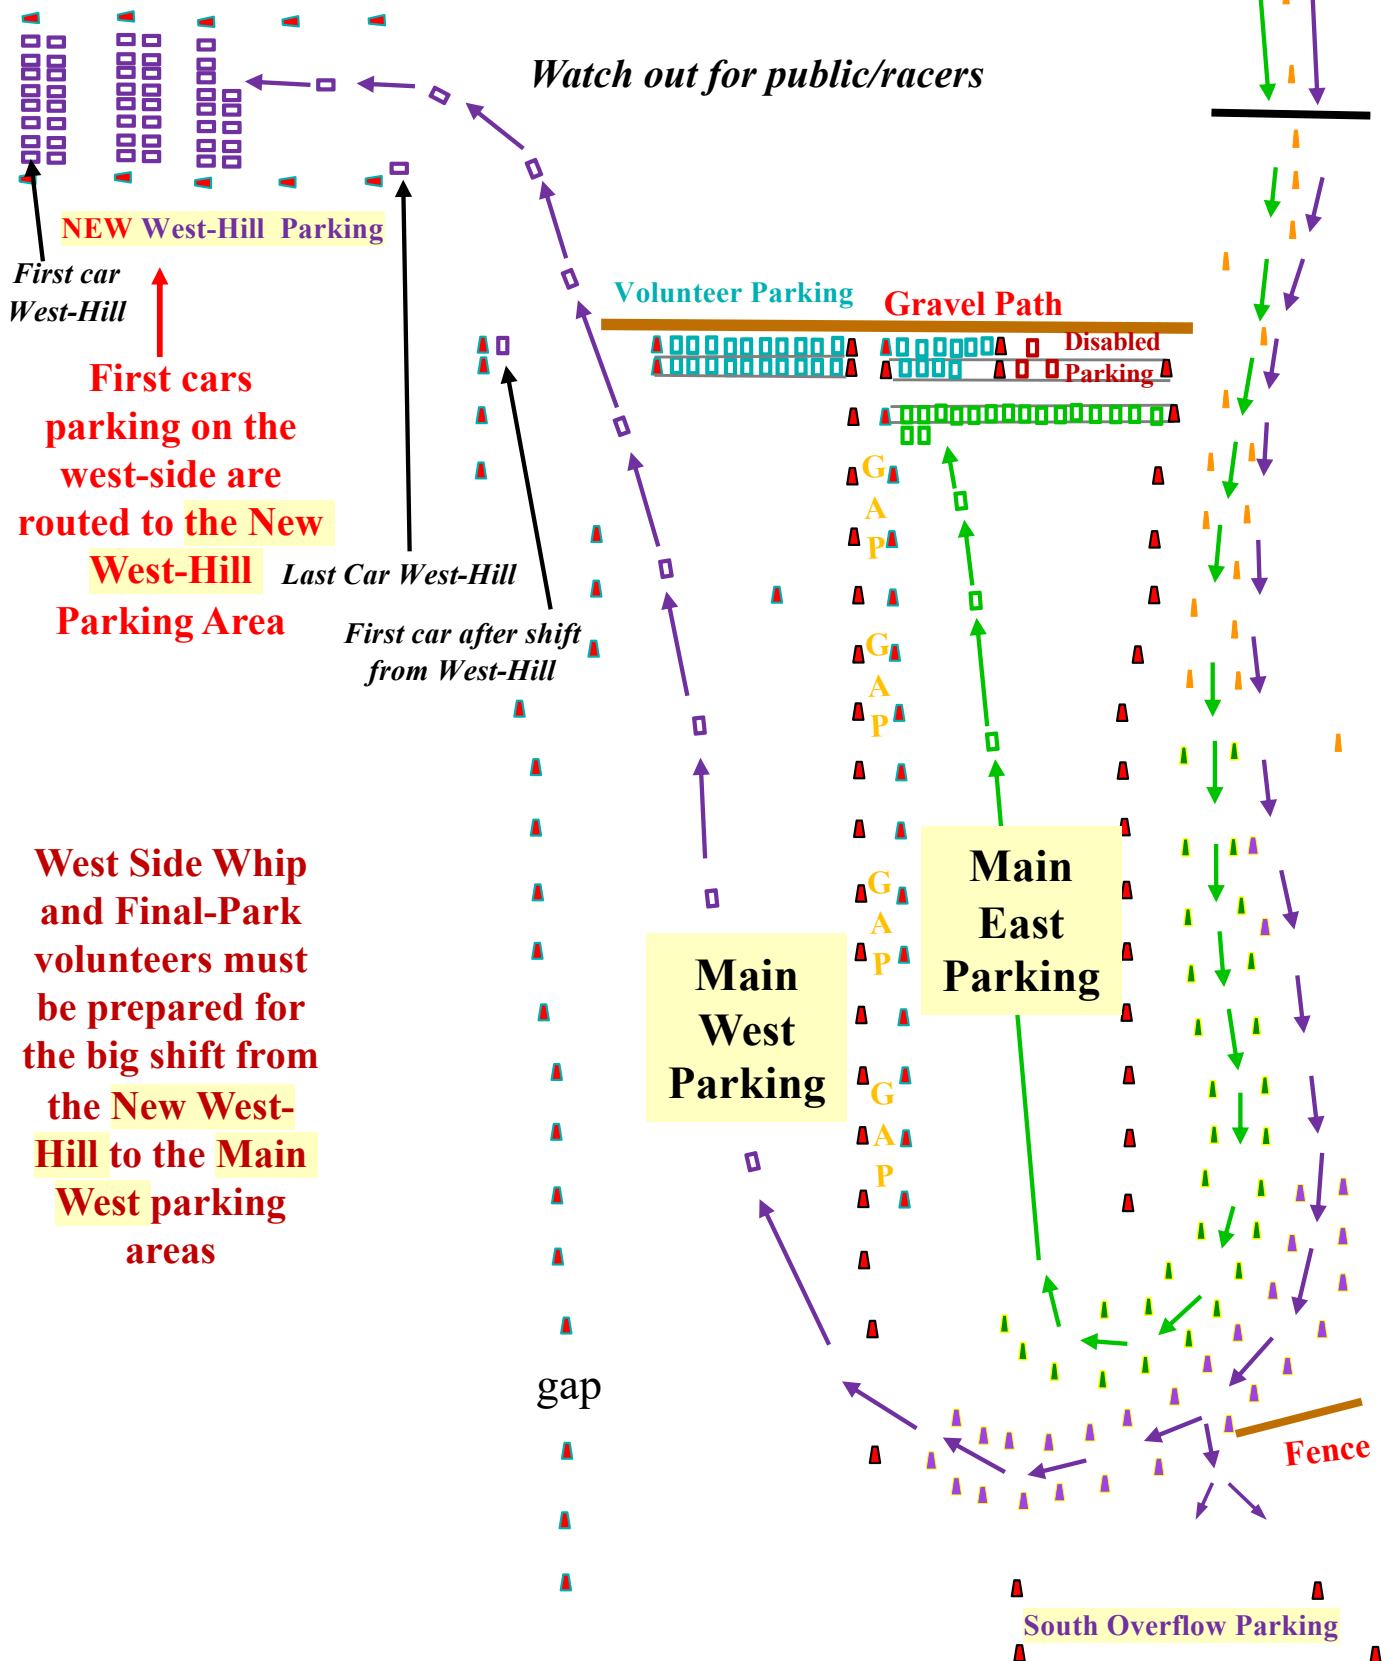 Watch out for public/racers
NEW West-Hill Parking
First car
West-Hill
Volunteer Parking
Gravel Path
Disabled
Parking
First cars
parking on the
west-side are
routed to the New
West-Hill
Parking Area
Last Car West-Hill
First car after shift
from West-Hill
G
A
P
G
A
P
West Side Whip
and Final-Park
volunteers must
be prepared for
the big shift from
the New West-
Hill to the Main
West parking
areas
Main
West
Parking
G
A
P
G
A
P
Main
East
Parking
gap
Fence
South Overflow Parking